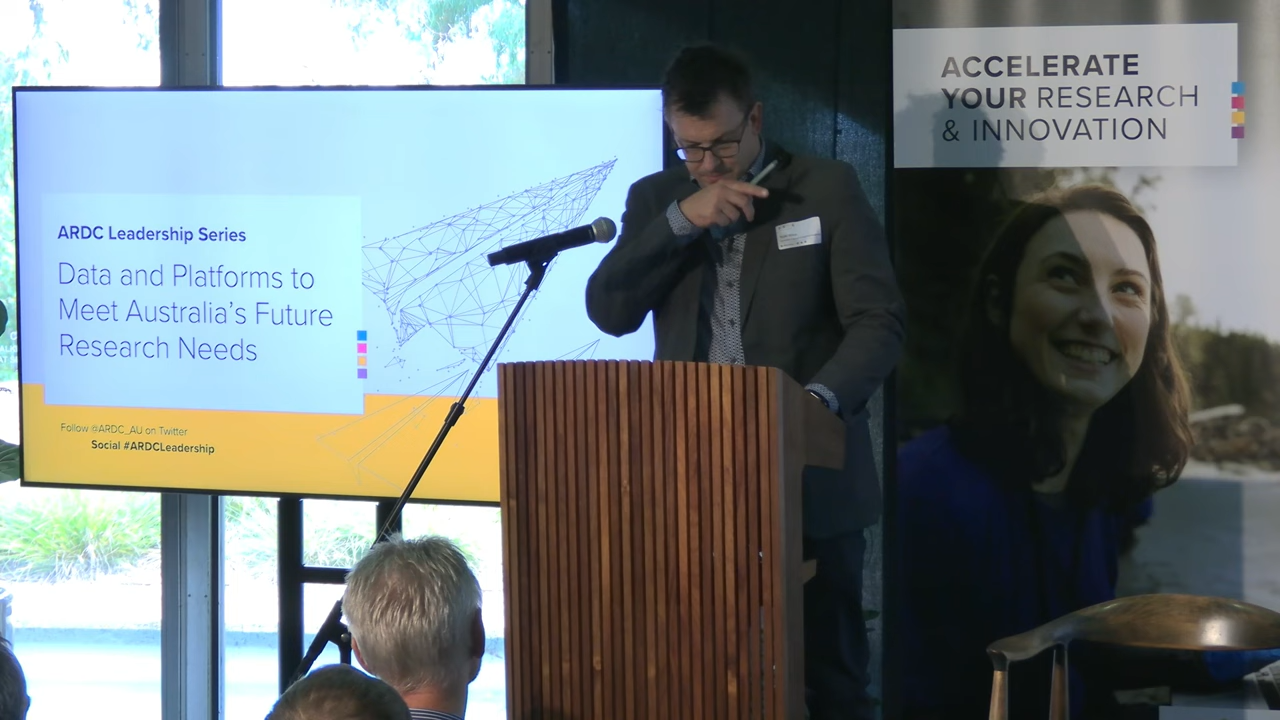 ARDC Leadership Series
Data and Platforms to
Meet Australia's Future
Research Needs
Follow @ARDC_AU on Twitter
Social #ARDCLeadership
ACCELERATE
YOUR RESEARCH
& INNOVATION